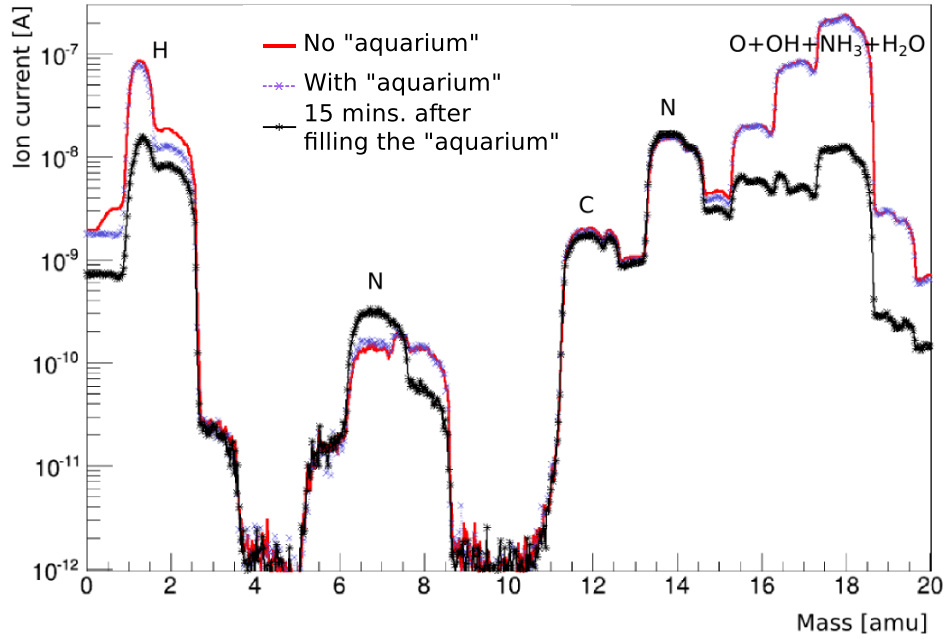 Ion current [A]
10⁻⁷
10⁻⁸
10⁻⁹
10⁻¹⁰
10⁻¹¹
10⁻¹²
No "aquarium"
With "aquarium"
15 mins. after
filling the "aquarium"
H
N
C
N
O+OH+NH₃+H₂O
0 2 4 6 8 10 12 14 16 18 20
Mass [amu]